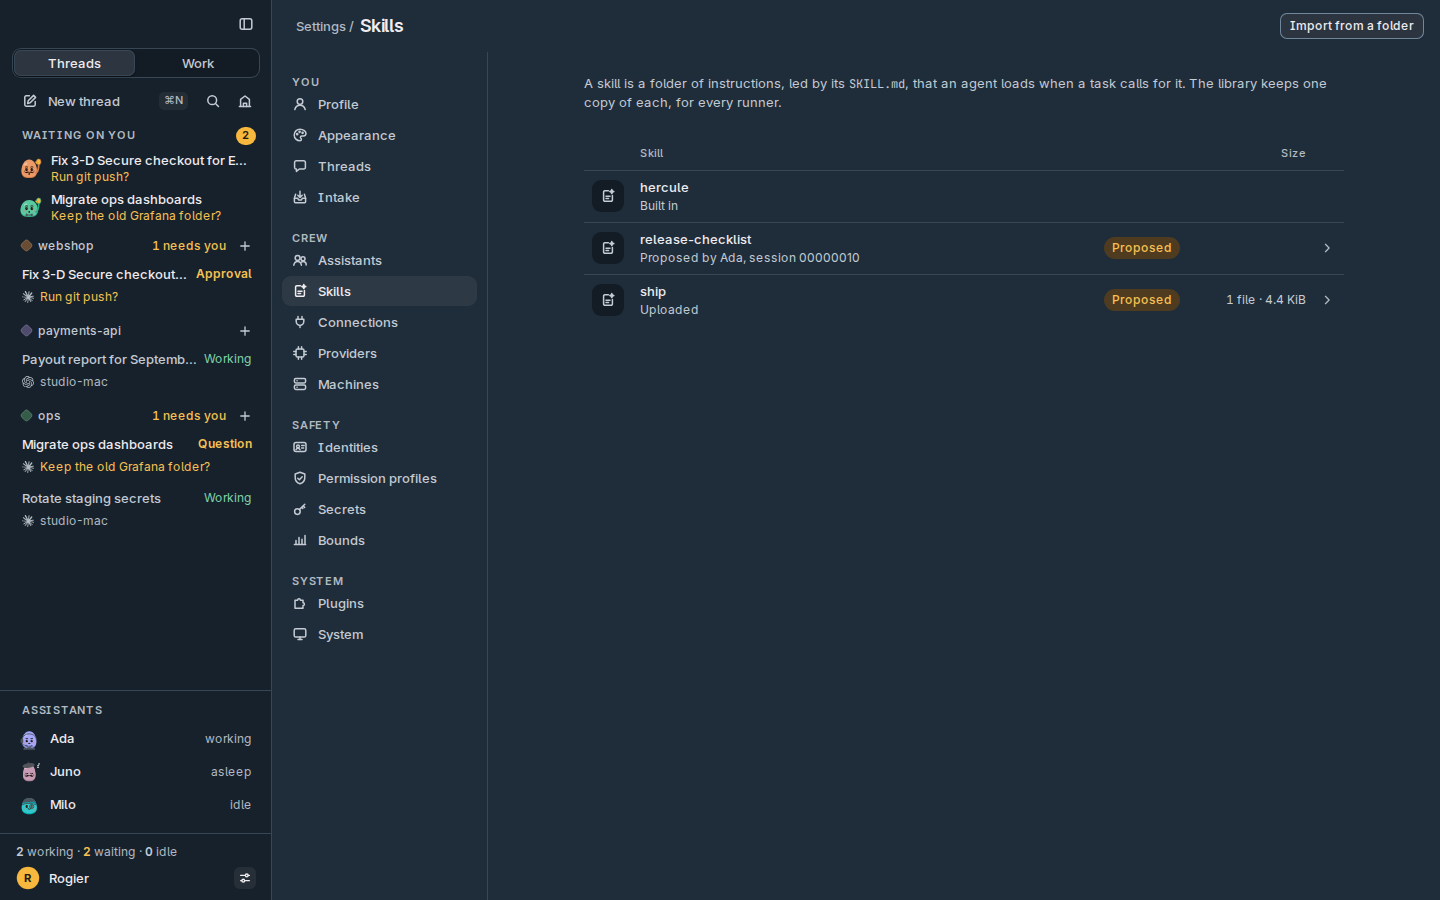 Threads
Work
New thread
⌘N
WAITING ON YOU
2
Fix 3-D Secure checkout for E…
Run git push?
Migrate ops dashboards
Keep the old Grafana folder?
webshop
1 needs you
Fix 3-D Secure checkout…
Approval
Run git push?
payments-api
Payout report for Septemb…
Working
studio-mac
ops
1 needs you
Migrate ops dashboards
Question
Keep the old Grafana folder?
Rotate staging secrets
Working
studio-mac
ASSISTANTS
Ada
working
Juno
asleep
Milo
idle
2 working · 2 waiting · 0 idle
R
Rogier
Settings / Skills
Import from a folder
YOU
Profile
Appearance
Threads
Intake
CREW
Assistants
Skills
Connections
Providers
Machines
SAFETY
Identities
Permission profiles
Secrets
Bounds
SYSTEM
Plugins
System
A skill is a folder of instructions, led by its SKILL.md, that an agent loads when a task calls for it. The library keeps one
copy of each, for every runner.
Skill
Size
hercule
Built in
release-checklist
Proposed by Ada, session 00000010
Proposed
ship
Uploaded
Proposed
1 file · 4.4 KiB